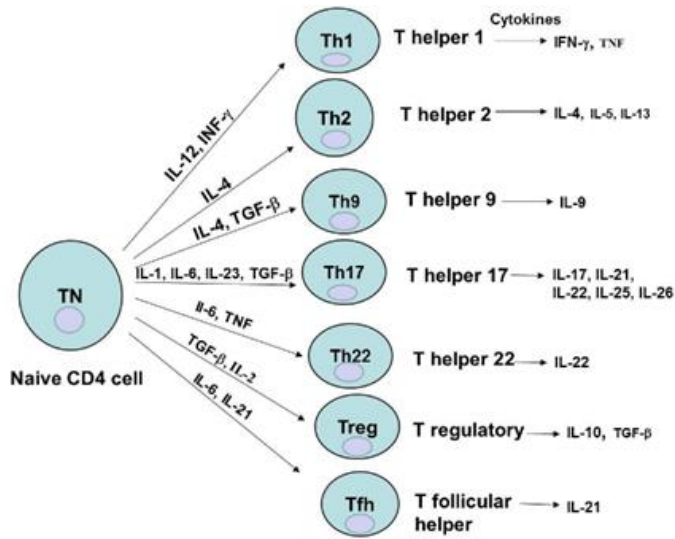 Cytokines
Th1
T helper 1
IFN-γ, TNF
IL-12, INF-γ
Th2
T helper 2
IL-4, IL-5, IL-13
IL-4
Th9
T helper 9
IL-9
IL-4, TGF-β
Th17
T helper 17
IL-17, IL-21,
IL-22, IL-25, IL-26
IL-1, IL-6, IL-23, TGF-β
TN
Naive CD4 cell
Il-6, TNF
Th22
T helper 22
IL-22
TGF-β, IL-2
Treg
T regulatory
IL-10, TGF-β
IL-6, IL-21
Tfh
T follicular
helper
IL-21